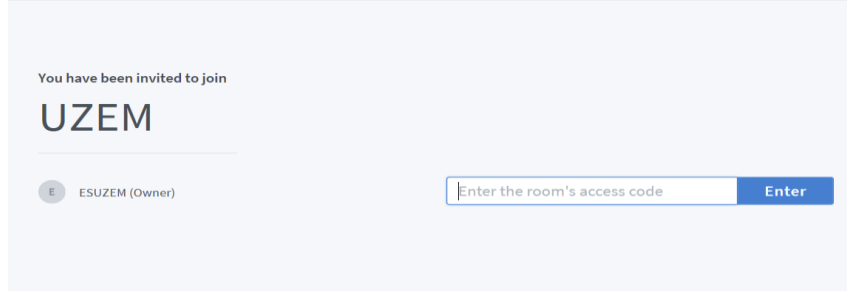 You have been invited to join
UZEM
E
ESUZEM (Owner)
Enter the room's access code
Enter